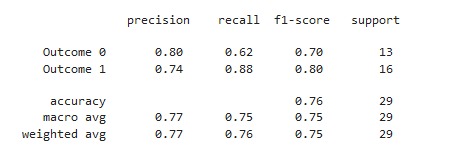 precision recall f1-score support
Outcome 0 0.80 0.62 0.70 13
Outcome 1 0.74 0.88 0.80 16
accuracy 0.76 29
macro avg 0.77 0.75 0.75 29
weighted avg 0.77 0.76 0.75 29